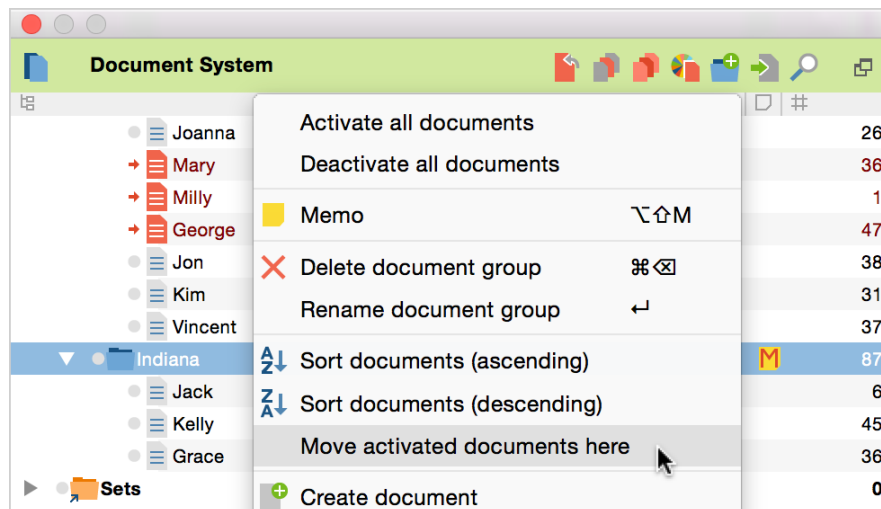 Document System
#
Joanna 26
Mary 36
Milly 1
George 47
Jon 38
Kim 31
Vincent 37
Indiana M 87
Jack 6
Kelly 45
Grace 36
Sets 0
Activate all documents
Deactivate all documents
Memo ⌥⇧M
Delete document group ⌘⌫
Rename document group ↵
AZ Sort documents (ascending)
ZA Sort documents (descending)
Move activated documents here
Create document